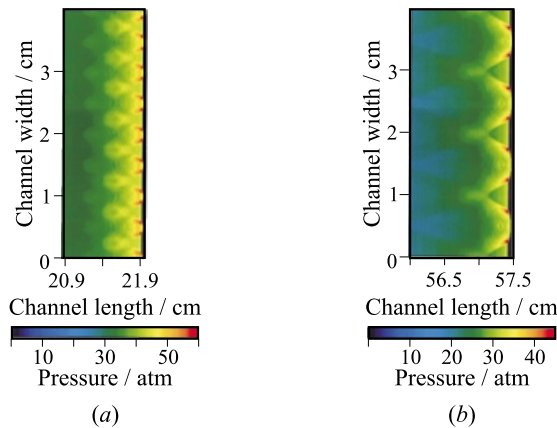 Channel width / cm
3
2
1
0
20.9 21.9
Channel length / cm
10 30 50
Pressure / atm
(a)
Channel width / cm
3
2
1
0
56.5 57.5
Channel length / cm
10 20 30 40
Pressure / atm
(b)